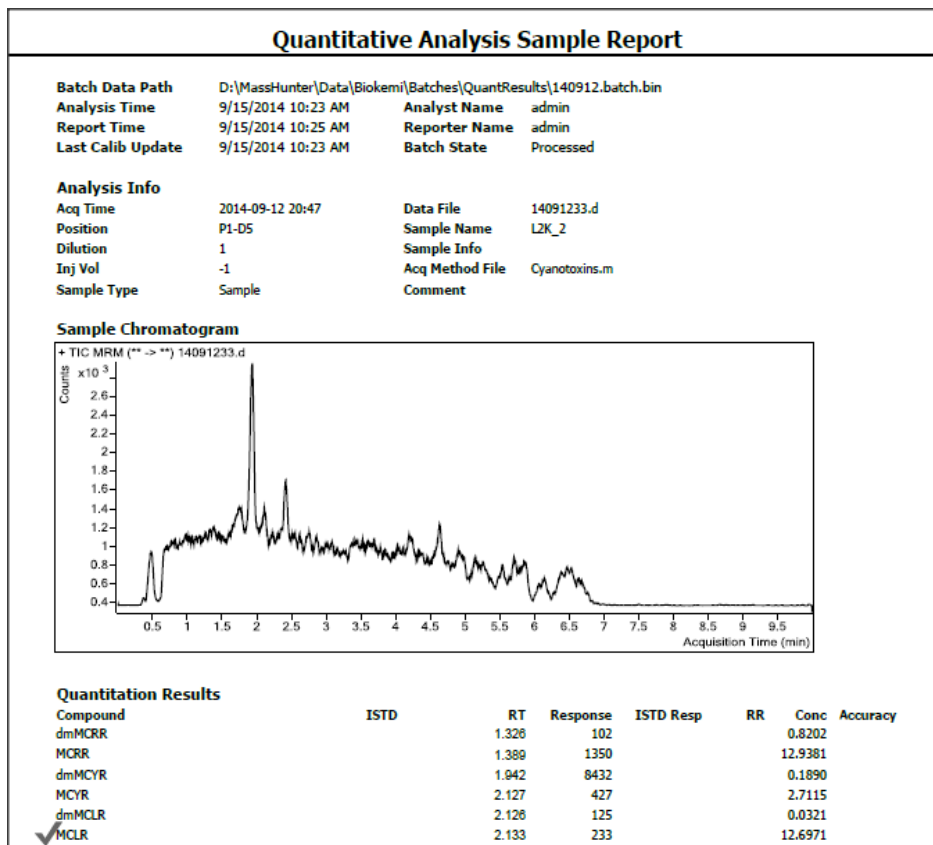 Quantitative Analysis Sample Report
Batch Data Path D:\MassHunter\Data\Biokemi\Batches\QuantResults\140912.batch.bin
Analysis Time 9/15/2014 10:23 AM Analyst Name admin
Report Time 9/15/2014 10:25 AM Reporter Name admin
Last Calib Update 9/15/2014 10:23 AM Batch State Processed
Analysis Info
Acq Time 2014-09-12 20:47 Data File 14091233.d
Position P1-D5 Sample Name L2K_2
Dilution 1 Sample Info
Inj Vol -1 Acq Method File Cyanotoxins.m
Sample Type Sample Comment
Sample Chromatogram
+ TIC MRM (** -> **) 14091233.d
Counts
x10 3
2.6
2.4
2.2
2
1.8
1.6
1.4
1.2
1
0.8
0.6
0.4
0.5 1 1.5 2 2.5 3 3.5 4 4.5 5 5.5 6 6.5 7 7.5 8 8.5 9 9.5
Acquisition Time (min)
Quantitation Results
Compound ISTD RT Response ISTD Resp RR Conc Accuracy
dmMCRR 1.326 102 0.8202
MCRR 1.389 1350 12.9381
dmMCYR 1.942 8432 0.1890
MCYR 2.127 427 2.7115
dmMCLR 2.126 125 0.0321
MCLR 2.133 233 12.6971